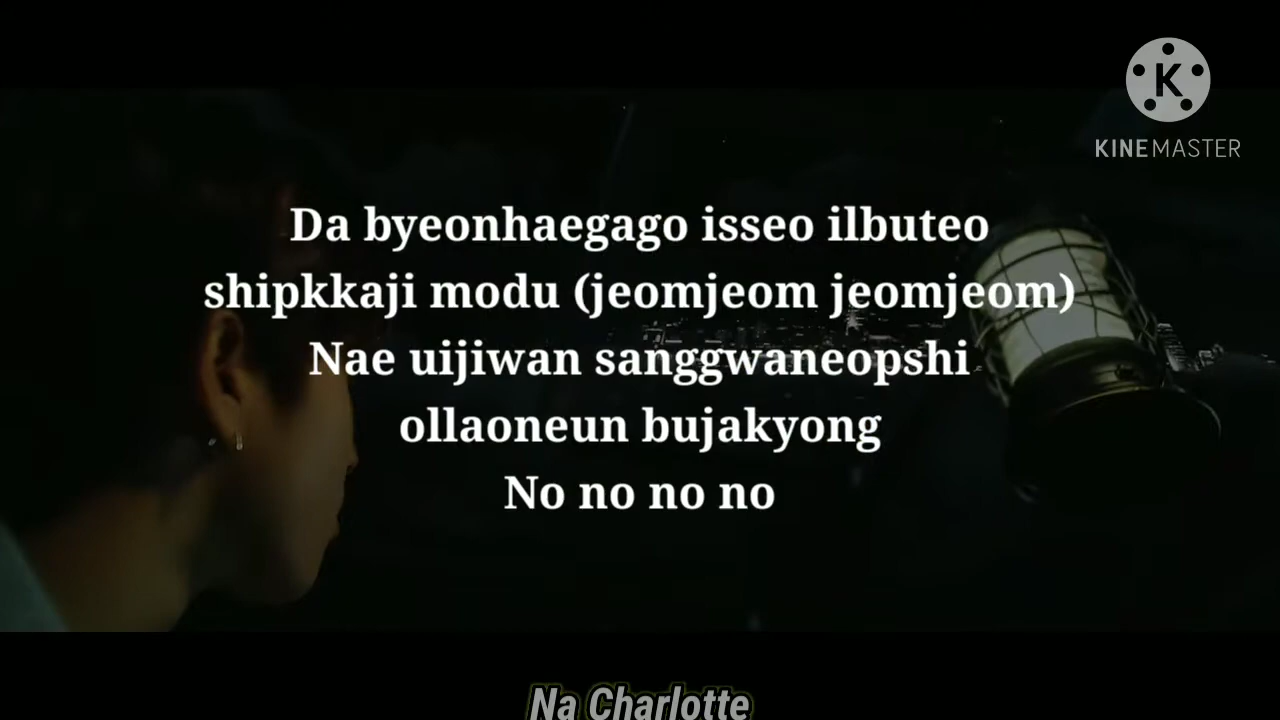 K
KINEMASTER
Da byeonhaegago isseo ilbuteo
shipkkaji modu (jeomjeom jeomjeom)
Nae uijiwan sanggwaneopshi
ollaoneun bujakyong
No no no no
Na Charlotte